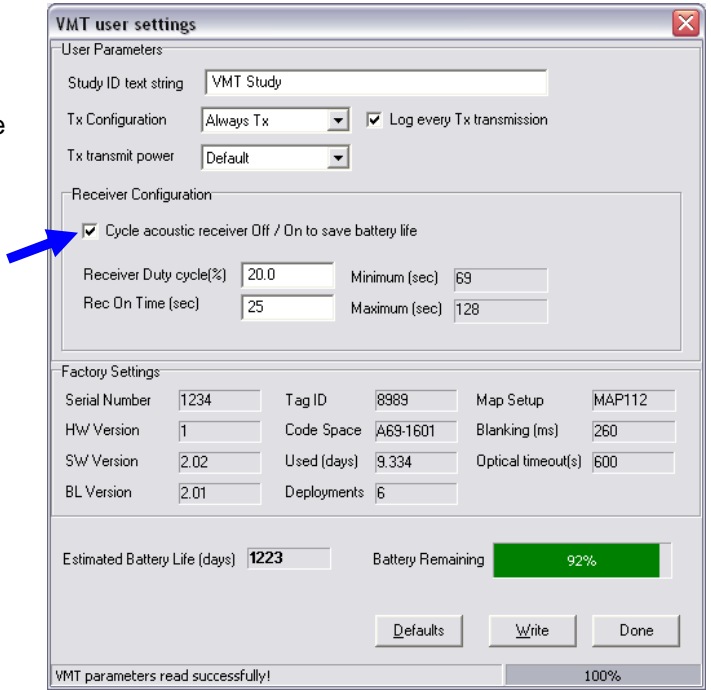 VMT user settings
User Parameters
Study ID text string VMT Study
e
Tx Configuration Always Tx Log every Tx transmission
Tx transmit power Default
Receiver Configuration
Cycle acoustic receiver Off / On to save battery life
Receiver Duty cycle(%) 20.0 Minimum (sec) 69
Rec On Time (sec) 25 Maximum (sec) 128
Factory Settings
Serial Number 1234 Tag ID 8989 Map Setup MAP112
HW Version 1 Code Space A69-1601 Blanking (ms) 260
SW Version 2.02 Used (days) 9.334 Optical timeout(s) 600
BL Version 2.01 Deployments 6
Estimated Battery Life (days) 1223 Battery Remaining 92%
Defaults Write Done
VMT parameters read successfully! 100%